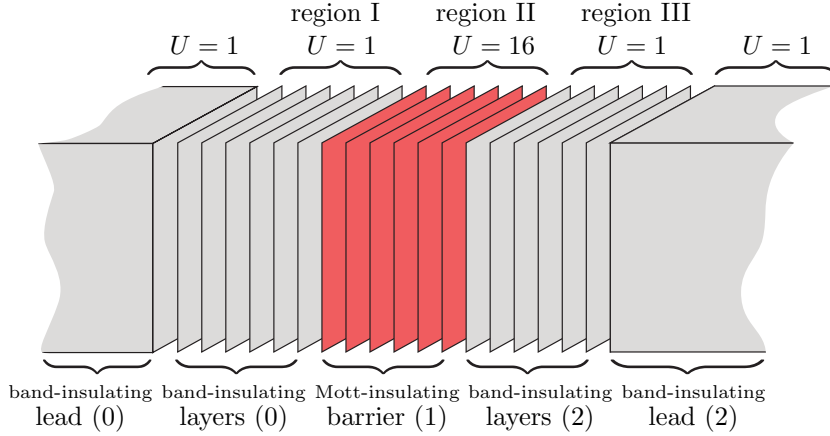 region I region II region III
U = 1 U = 1 U = 16 U = 1 U = 1
band-insulating band-insulating Mott-insulating band-insulating band-insulating
lead (0) layers (0) barrier (1) layers (2) lead (2)